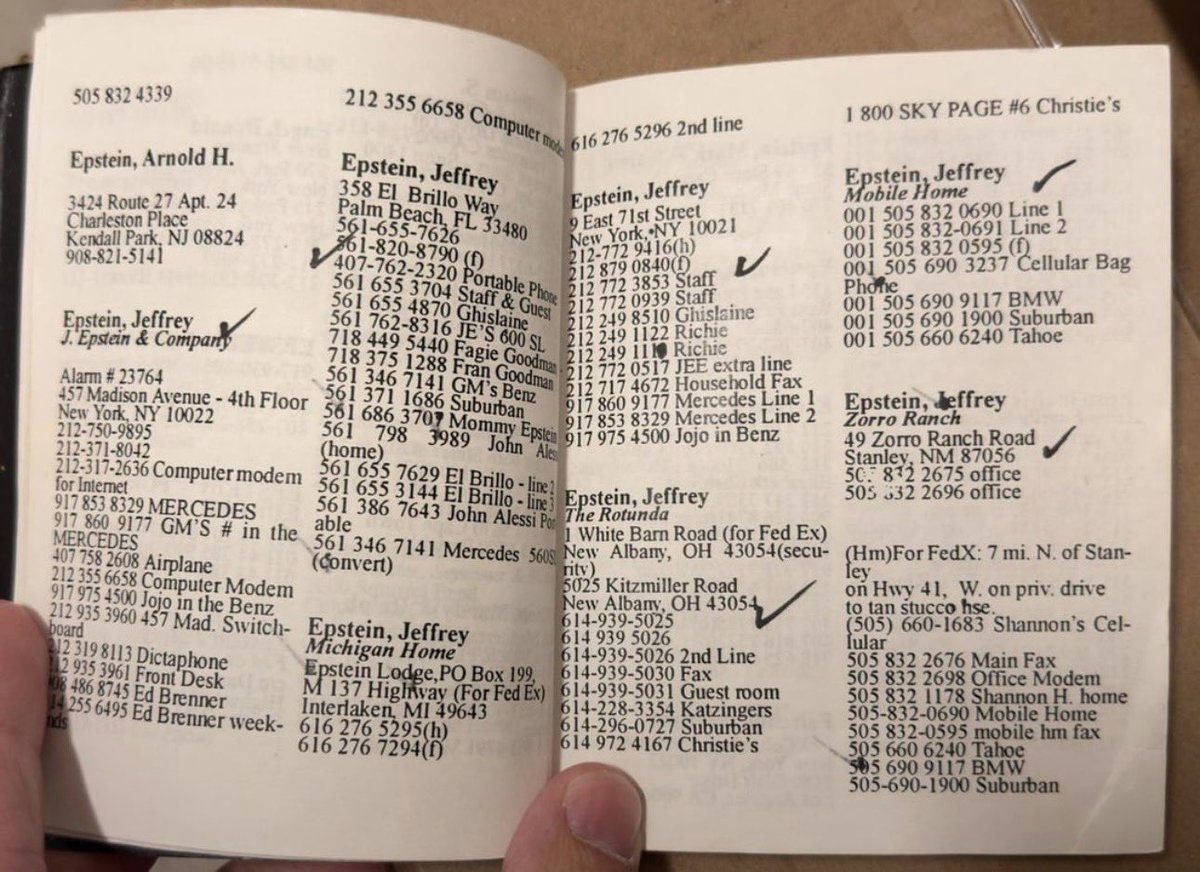 505 832 4339
Epstein, Arnold H.
3424 Route 27 Apt. 24
Charleston Place
Kendall Park, NJ 08824
908-821-5141
Epstein, Jeffrey
J. Epstein & Company
Alarm # 23764
457 Madison Avenue - 4th Floor
New York, NY 10022
212-750-9895
212-371-8042
212-317-2636 Computer modem
for Internet
917 853 8329 MERCEDES
917 860 9177 GM'S # in the
MERCEDES
407 758 2608 Airplane
212 355 6658 Computer Modem
917 975 4500 Jojo in the Benz
212 935 3960 457 Mad. Switch-
board
212 319 8113 Dictaphone
212 935 3961 Front Desk
486 8745 Ed Brenner
255 6495 Ed Brenner week-
nds
212 355 6658 Computer
Epstein, Jeffrey
358 El Brillo Way
Palm Beach, FL 33480
561-655-7626
561-820-8790 (f)
407-762-2320 Portable Phone
561 655 3704 Staff & Guest
561 655 4870 Ghislaine
561 762-8316 JE'S 600 SL
718 449 5440 Fagie Goodman
718 375 1288 Fran Goodman
561 346 7141 GM's Benz
561 371 1686 Suburban
561 686 3707 Mommy Epstein
561 798 3989 John
(home)
561 655 7629 El Brillo - line 2
561 655 3144 El Brillo - line 3
561 386 7643 John Alessi Port
able
561 346 7141 Mercedes 560S
(convert)
Epstein, Jeffrey
Michigan Home
Epstein Lodge,PO Box 199,
M 137 Highway (For Fed Ex)
Interlaken, MI 49643
616 276 5295(h)
616 276 7294(f)
616 276 5296 2nd line
Epstein, Jeffrey
9 East 71st Street
New York, NY 10021
212-772 9416(h)
212 879 0840(f)
212 772 3853 Staff
212 772 0939 Staff
212 249 8510 Ghislaine
212 249 1122 Richie
212 249 Richie
212 772 0517 JEE extra line
212 717 4672 Household Fax
917 860 9177 Mercedes Line 1
917 853 8329 Mercedes Line 2
917 975 4500 Jojo in Benz
Epstein, Jeffrey
The Rotunda
1 White Barn Road (for Fed Ex)
New Albany, OH 43054(secu-
rity)
5025 Kitzmiller Road
New Albany, OH 43054
614-939-5025
614 939 5026
614-939-5026 2nd Line
614-939-5030 Fax
614-939-5031 Guest room
614-228-3354 Katzingers
614-296-0727 Suburban
614 972 4167 Christie's
1 800 SKY PAGE #6 Christie's
Epstein, Jeffrey
Mobile Home
001 505 832 0690 Line 1
001 505 832-0691 Line 2
001 505 832 0595 (f)
001 505 690 3237 Cellular Bag
Phone
001 505 690 9117 BMW
001 505 690 1900 Suburban
001 505 660 6240 Tahoe
Epstein, Jeffrey
Zorro Ranch
49 Zorro Ranch Road
Stanley, NM 87056
505 832 2675 office
505 832 2696 office
(Hm)For FedX: 7 mi. N. of Stan-
ley
on Hwy 41, W. on priv. drive
to tan stucco hse.
(505) 660-1683 Shannon's Cel-
lular
505 832 2676 Main Fax
505 832 2698 Office Modem
505 832 1178 Shannon H. home
505-832-0690 Mobile Home
505-832-0595 mobile hm fax
505 660 6240 Tahoe
505 690 9117 BMW
505-690-1900 Suburban